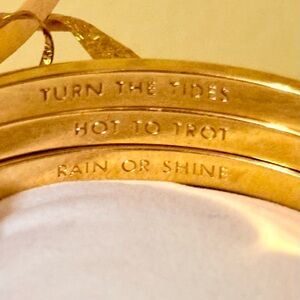 TURN THE TIDES
HOT TO TROT
RAIN OR SHINE